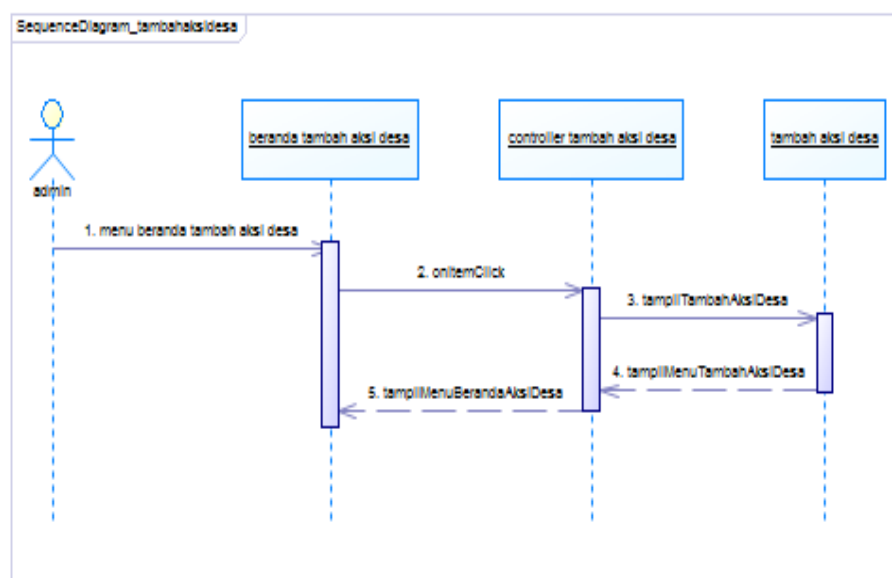 SequenceDiagram_tambahaksidesa
beranda tambah aksi desa
controller tambah aksi desa
tambah aksi desa
admin
1. menu beranda tambah aksi desa
2. onItemClick
3. tampilTambahAksiDesa
4. tampilMenuTambahAksiDesa
5. tampilMenuBerandaAksiDesa